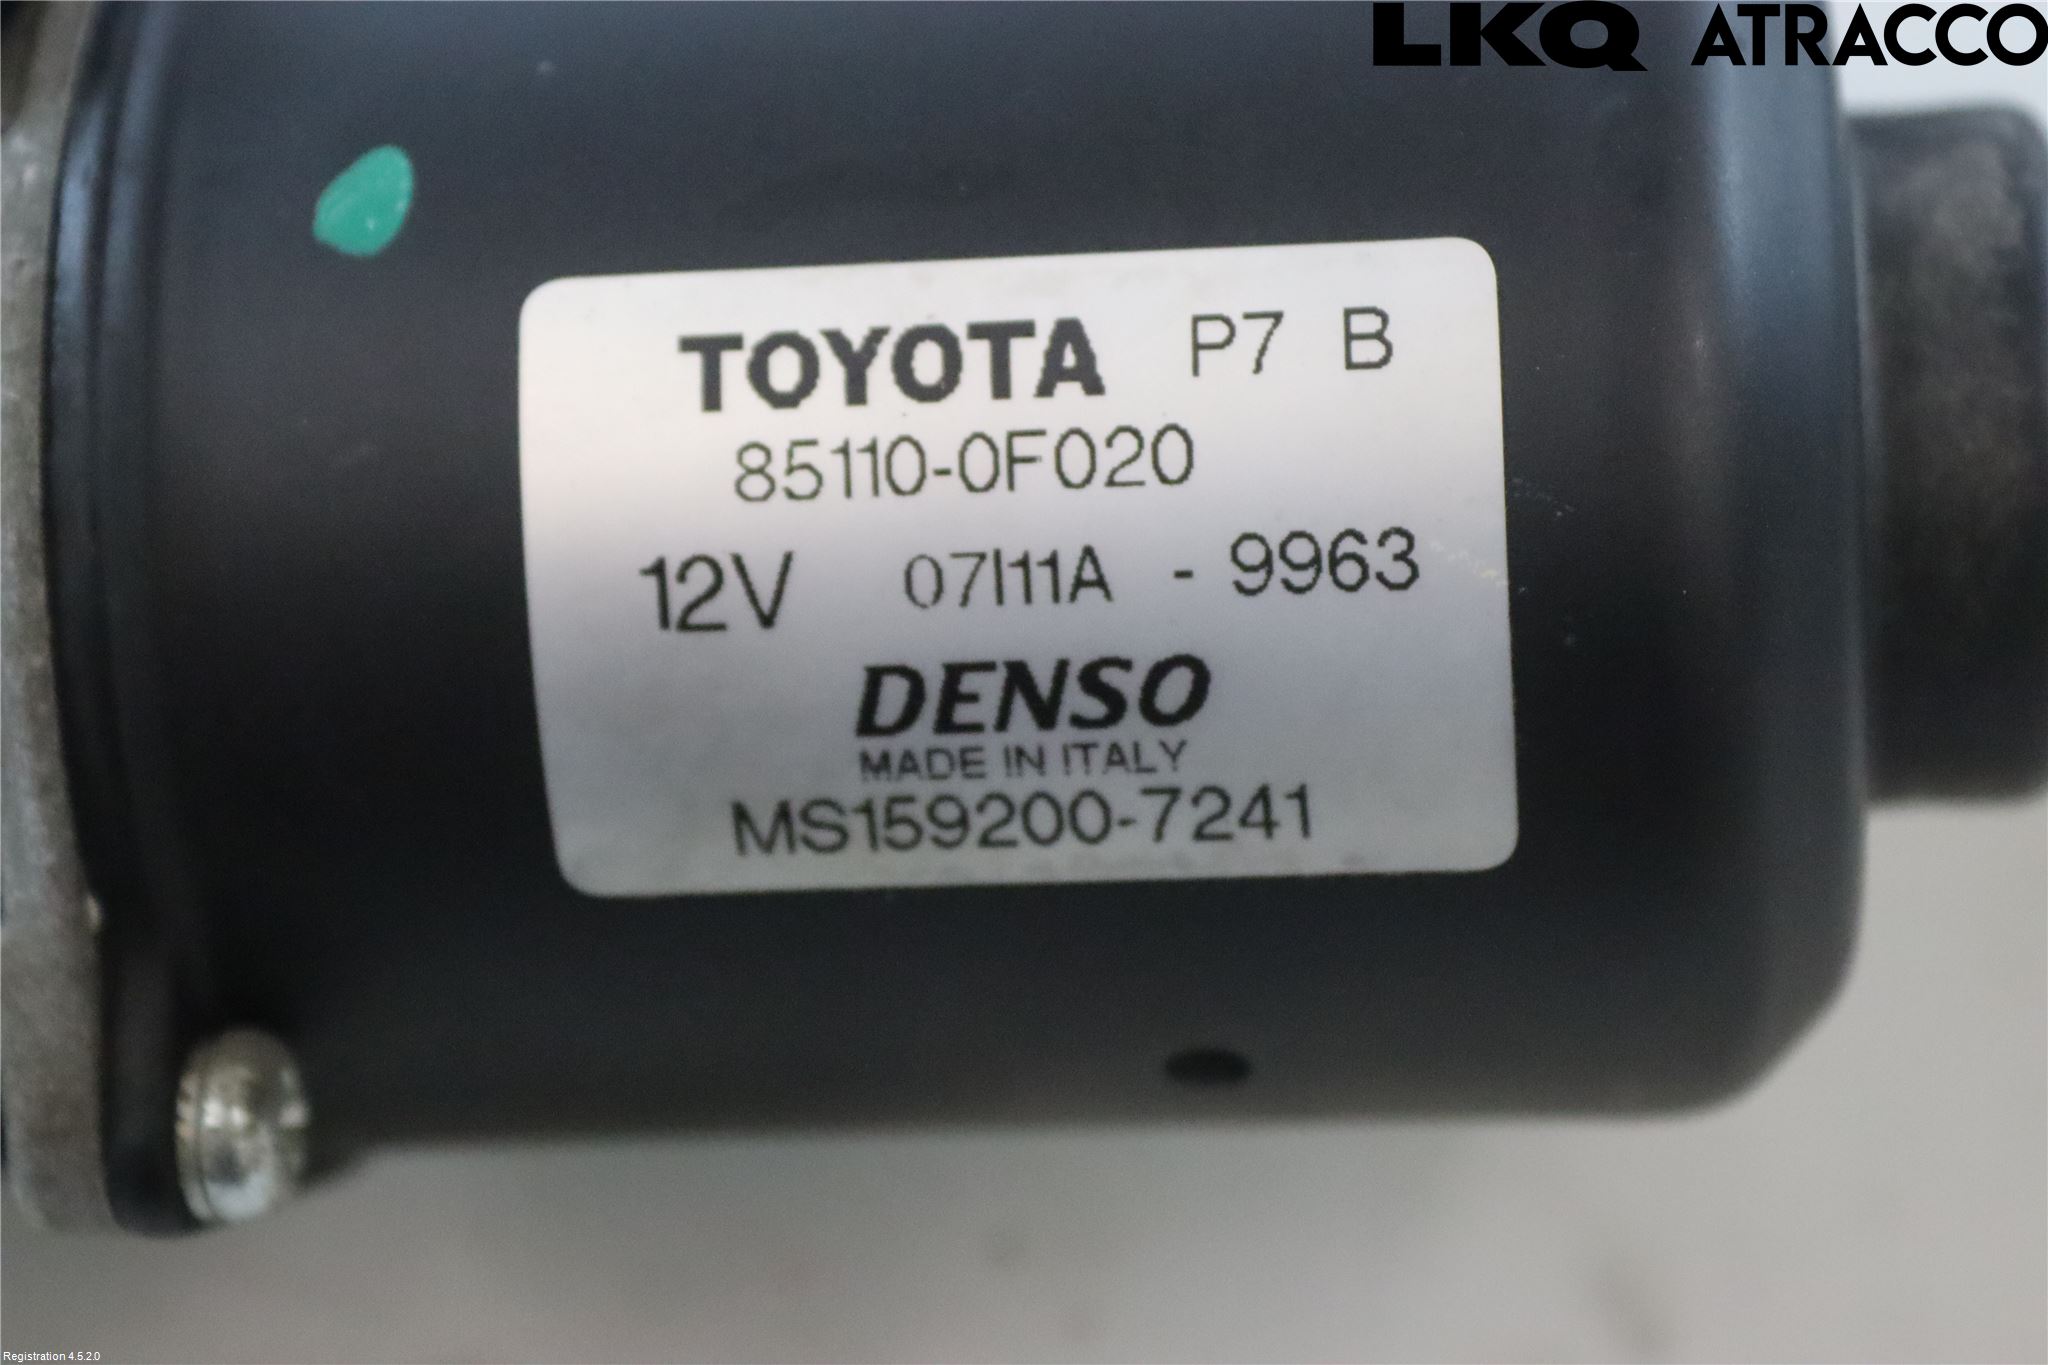 LKQ ATRACCO
TOYOTA P7 B
85110-0F020
12V 07I11A - 9963
DENSO
MADE IN ITALY
MS159200-7241
Registration 4.5.2.0